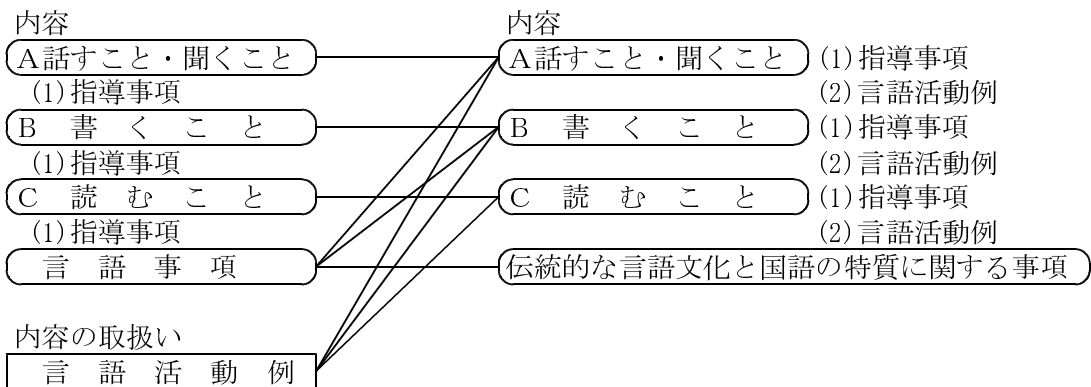 内容
A話すこと・聞くこと
(1)指導事項
B 書くこと
(1)指導事項
C 読むこと
(1)指導事項
言語事項
内容の取扱い
言語活動例
内容
A話すこと・聞くこと (1)指導事項
(2)言語活動例
B 書くこと (1)指導事項
(2)言語活動例
C 読むこと (1)指導事項
(2)言語活動例
伝統的な言語文化と国語の特質に関する事項